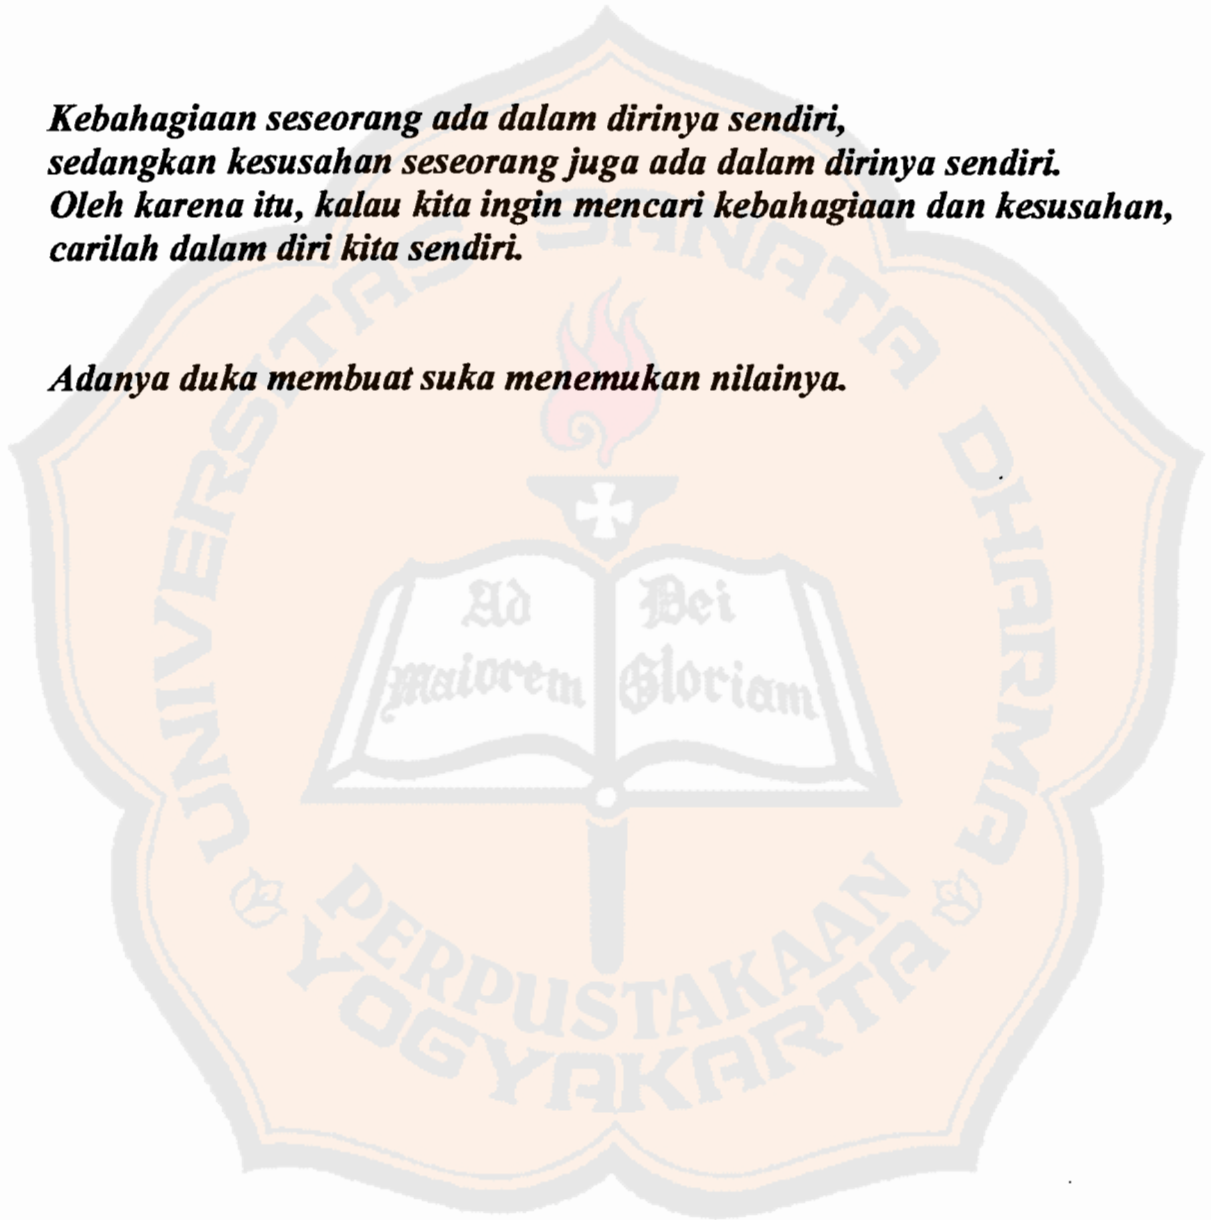 Kebahagiaan seseorang ada dalam dirinya sendiri,
sedangkan kesusahan seseorang juga ada dalam dirinya sendiri.
Oleh karena itu, kalau kita ingin mencari kebahagiaan dan kesusahan,
carilah dalam diri kita sendiri.
Adanya duka membuat suka menemukan nilainya.
UNIVERSITAS SANATA DHARMA
Ad Dei
Maiorem Gloriam
PERPUSTAKAAN
YOGYAKARTA